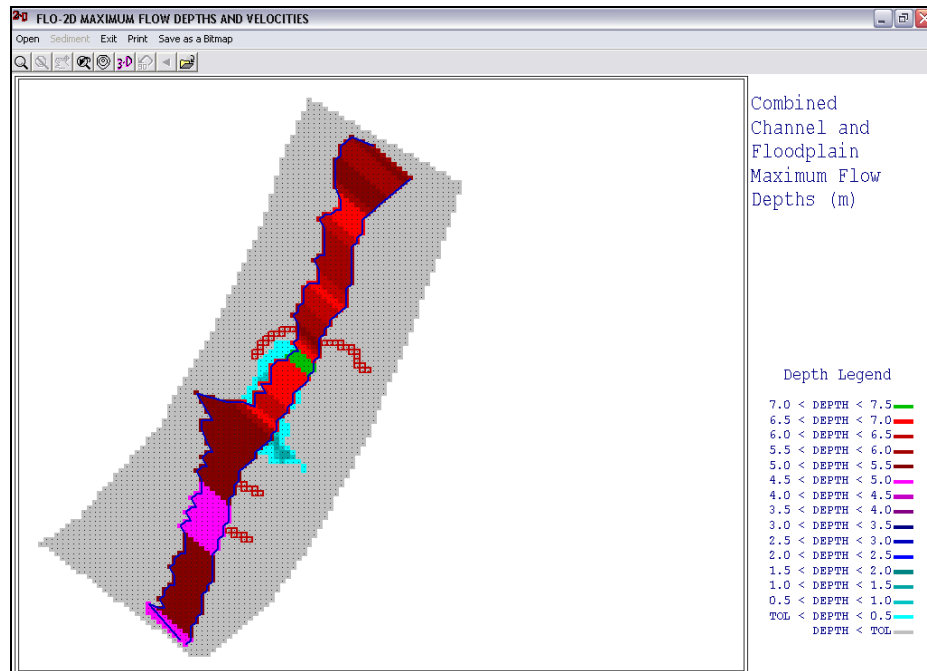 FLO-2D MAXIMUM FLOW DEPTHS AND VELOCITIES
Open Sediment Exit Print Save as a Bitmap
3-D
Combined
Channel and
Floodplain
Maximum Flow
Depths (m)
Depth Legend
7.0 < DEPTH < 7.5
6.5 < DEPTH < 7.0
6.0 < DEPTH < 6.5
5.5 < DEPTH < 6.0
5.0 < DEPTH < 5.5
4.5 < DEPTH < 5.0
4.0 < DEPTH < 4.5
3.5 < DEPTH < 4.0
3.0 < DEPTH < 3.5
2.5 < DEPTH < 3.0
2.0 < DEPTH < 2.5
1.5 < DEPTH < 2.0
1.0 < DEPTH < 1.5
0.5 < DEPTH < 1.0
TOL < DEPTH < 0.5
DEPTH < TOL